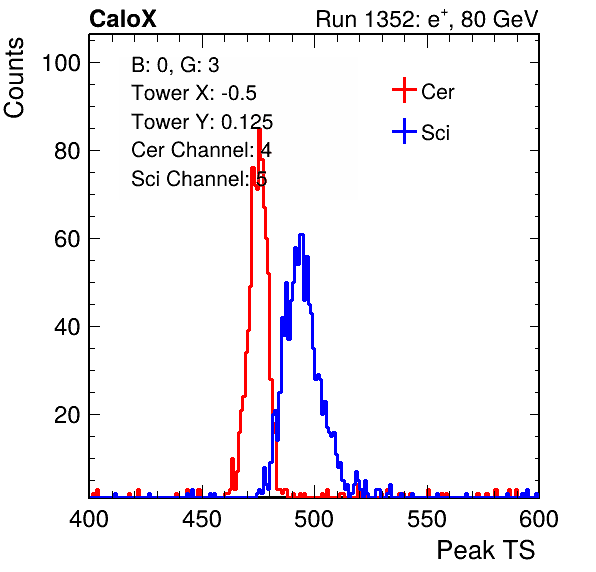 CaloX Run 1352: e+, 80 GeV
Counts
B: 0, G: 3
Tower X: -0.5
Tower Y: 0.125
Cer Channel: 4
Sci Channel: 5
Cer
Sci
100
80
60
40
20
400 450 500 550 600
Peak TS